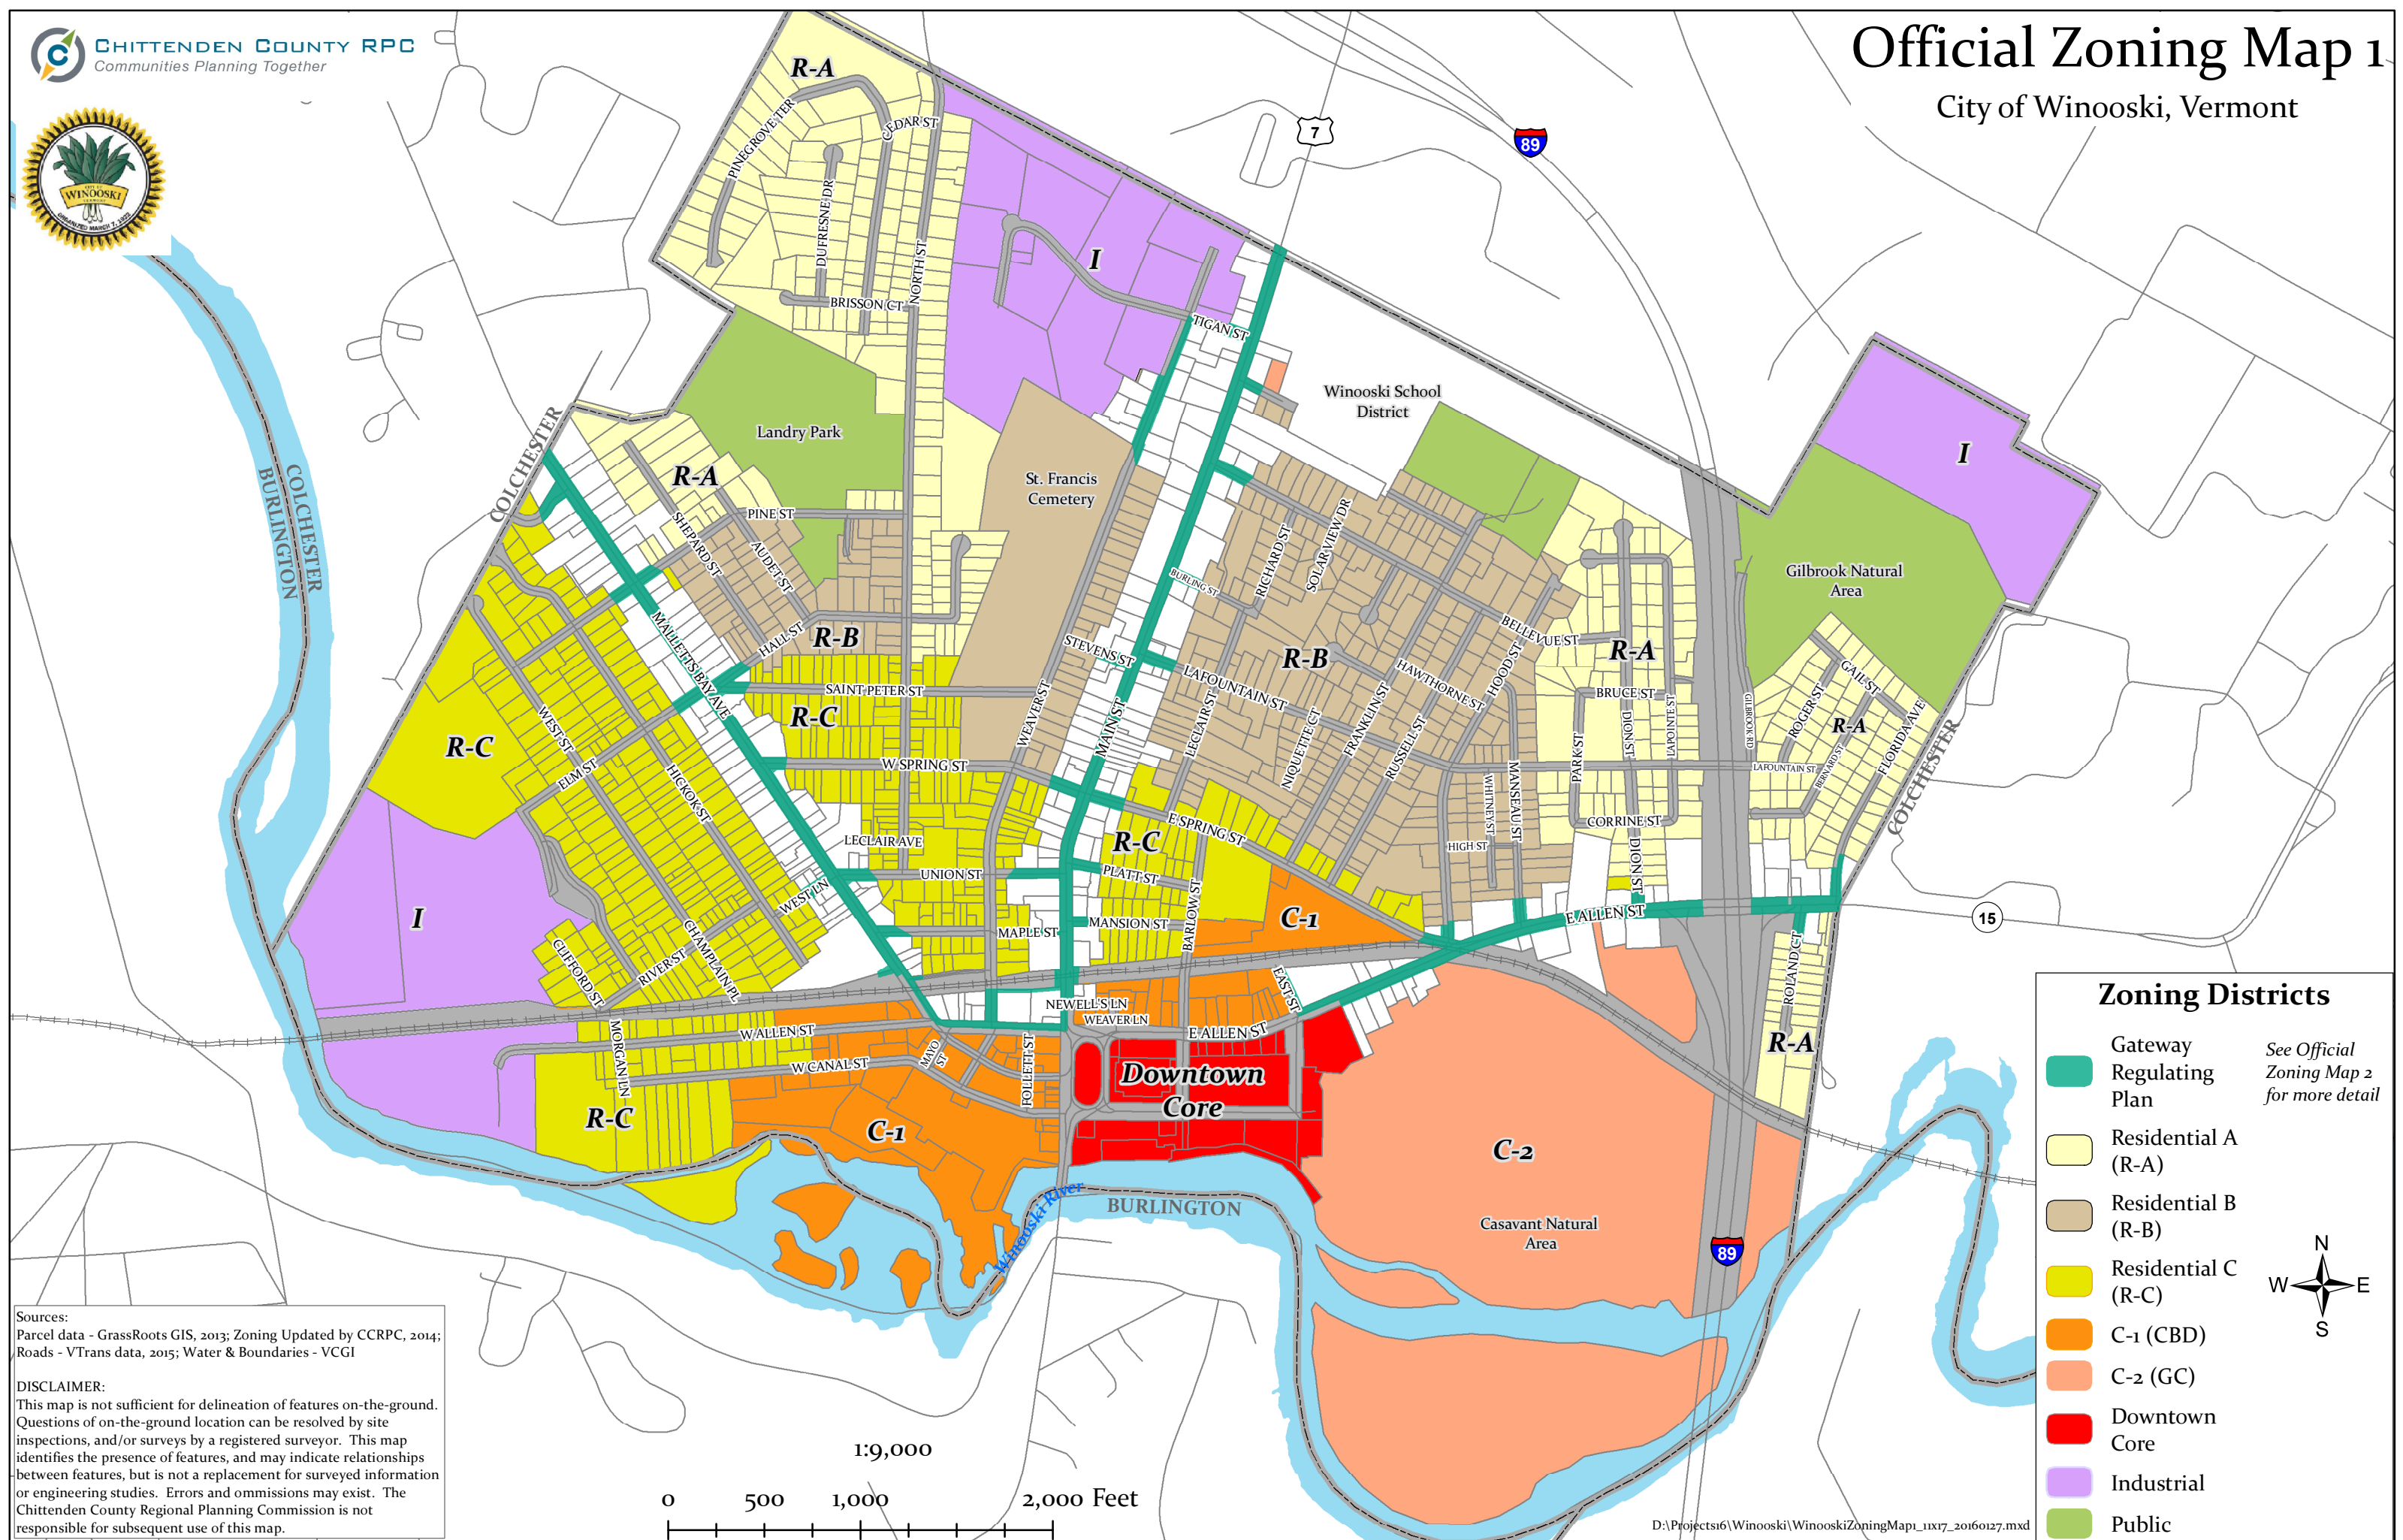 CHITTENDEN COUNTY RPC
Communities Planning Together
Official Zoning Map 1
City of Winooski, Vermont
CITY OF
WINOOSKI
VERMONT
ORGANIZED MARCH 7, 1922
R-A
PINEGROVE TER
CEDAR ST
DUFRESNE DR
NORTH ST
BRISSON CT
I
7
89
TIGAN ST
Winooski School
District
Landry Park
St. Francis
Cemetery
COLCHESTER
COLCHESTER
BURLINGTON
R-A
PINE ST
SHEPARD ST
AUDET ST
HALL ST
R-B
MALLETTS BAY AVE
SAINT PETER ST
R-C
W SPRING ST
WEAVER ST
STEVENS ST
MAIN ST
BURLING ST
RICHARD ST
SOLAR VIEW DR
R-B
LAFOUNTAIN ST
LECLAIR ST
NIQUETTE CT
FRANKLIN ST
RUSSELL ST
HAWTHORNE ST
HOOD ST
BELLEVUE ST
R-A
BRUCE ST
PARK ST
DION ST
LAPOINTE ST
GILBROOK RD
Gilbrook Natural
Area
I
GAIL ST
ROGER ST
R-A
BERNARD ST
FLORIDA AVE
LAFOUNTAIN ST
COLCHESTER
R-C
WEST ST
ELM ST
HICKOK ST
LECLAIR AVE
UNION ST
WEST LN
R-C
E SPRING ST
PLATT ST
MANSION ST
MAPLE ST
BARLOW ST
C-1
WHITNEY ST
MANSEAU ST
HIGH ST
CORRINE ST
DION ST
E ALLEN ST
15
ROLAND CT
R-A
I
CLIFFORD ST
RIVER ST
CHAMPLAIN PL
MORGAN LN
W ALLEN ST
W CANAL ST
MAYO
ST
FOLLETT ST
NEWELL'S LN
WEAVER LN
EAST ST
E ALLEN ST
Downtown
Core
R-C
C-1
Winooski River
BURLINGTON
C-2
Casavant Natural
Area
89
Zoning Districts
Gateway
Regulating
Plan
See Official
Zoning Map 2
for more detail
Residential A
(R-A)
Residential B
(R-B)
Residential C
(R-C)
C-1 (CBD)
C-2 (GC)
Downtown
Core
Industrial
Public
N
W E
S
Sources:
Parcel data - GrassRoots GIS, 2013; Zoning Updated by CCRPC, 2014;
Roads - VTrans data, 2015; Water & Boundaries - VCGI
DISCLAIMER:
This map is not sufficient for delineation of features on-the-ground.
Questions of on-the-ground location can be resolved by site
inspections, and/or surveys by a registered surveyor. This map
identifies the presence of features, and may indicate relationships
between features, but is not a replacement for surveyed information
or engineering studies. Errors and ommissions may exist. The
Chittenden County Regional Planning Commission is not
responsible for subsequent use of this map.
1:9,000
0 500 1,000 2,000 Feet
D:\Projects16\Winooski\WinooskiZoningMap1_11x17_20160127.mxd